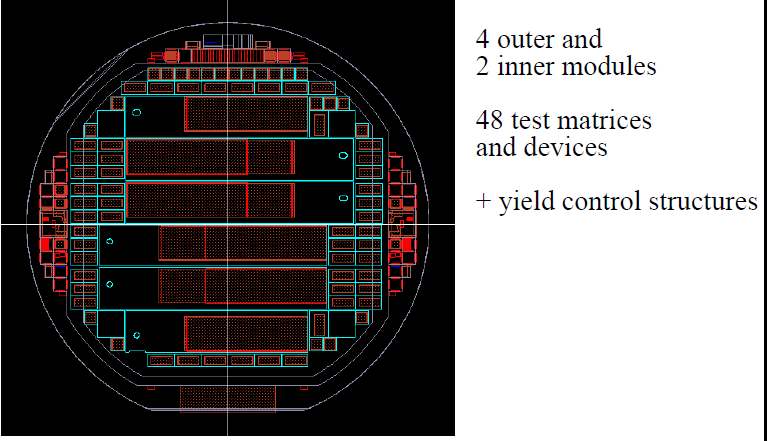 4 outer and
2 inner modules
48 test matrices
and devices
+ yield control structures